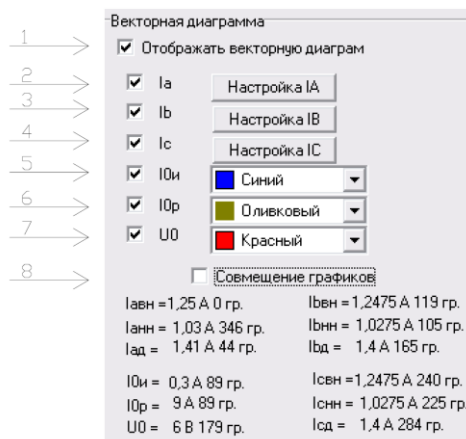 Векторная диаграмма
1 Отображать векторную диаграм
2 Ia Настройка IA
3 Ib Настройка IB
4 Ic Настройка IC
5 I0и Синий
6 I0р Оливковый
7 U0 Красный
8 Совмещение графиков
Iавн =1,25 А 0 гр. Ibвн =1,2475 А 119 гр.
Iанн = 1,03 А 346 гр. Ibнн = 1,0275 А 105 гр.
Iад = 1,41 А 44 гр. Ibд = 1,4 А 165 гр.
I0и = 0,3 А 89 гр. Icвн =1,2475 А 240 гр.
I0р = 9 А 89 гр. Icнн = 1,0275 А 225 гр.
U0 = 6 В 179 гр. Icд = 1,4 А 284 гр.